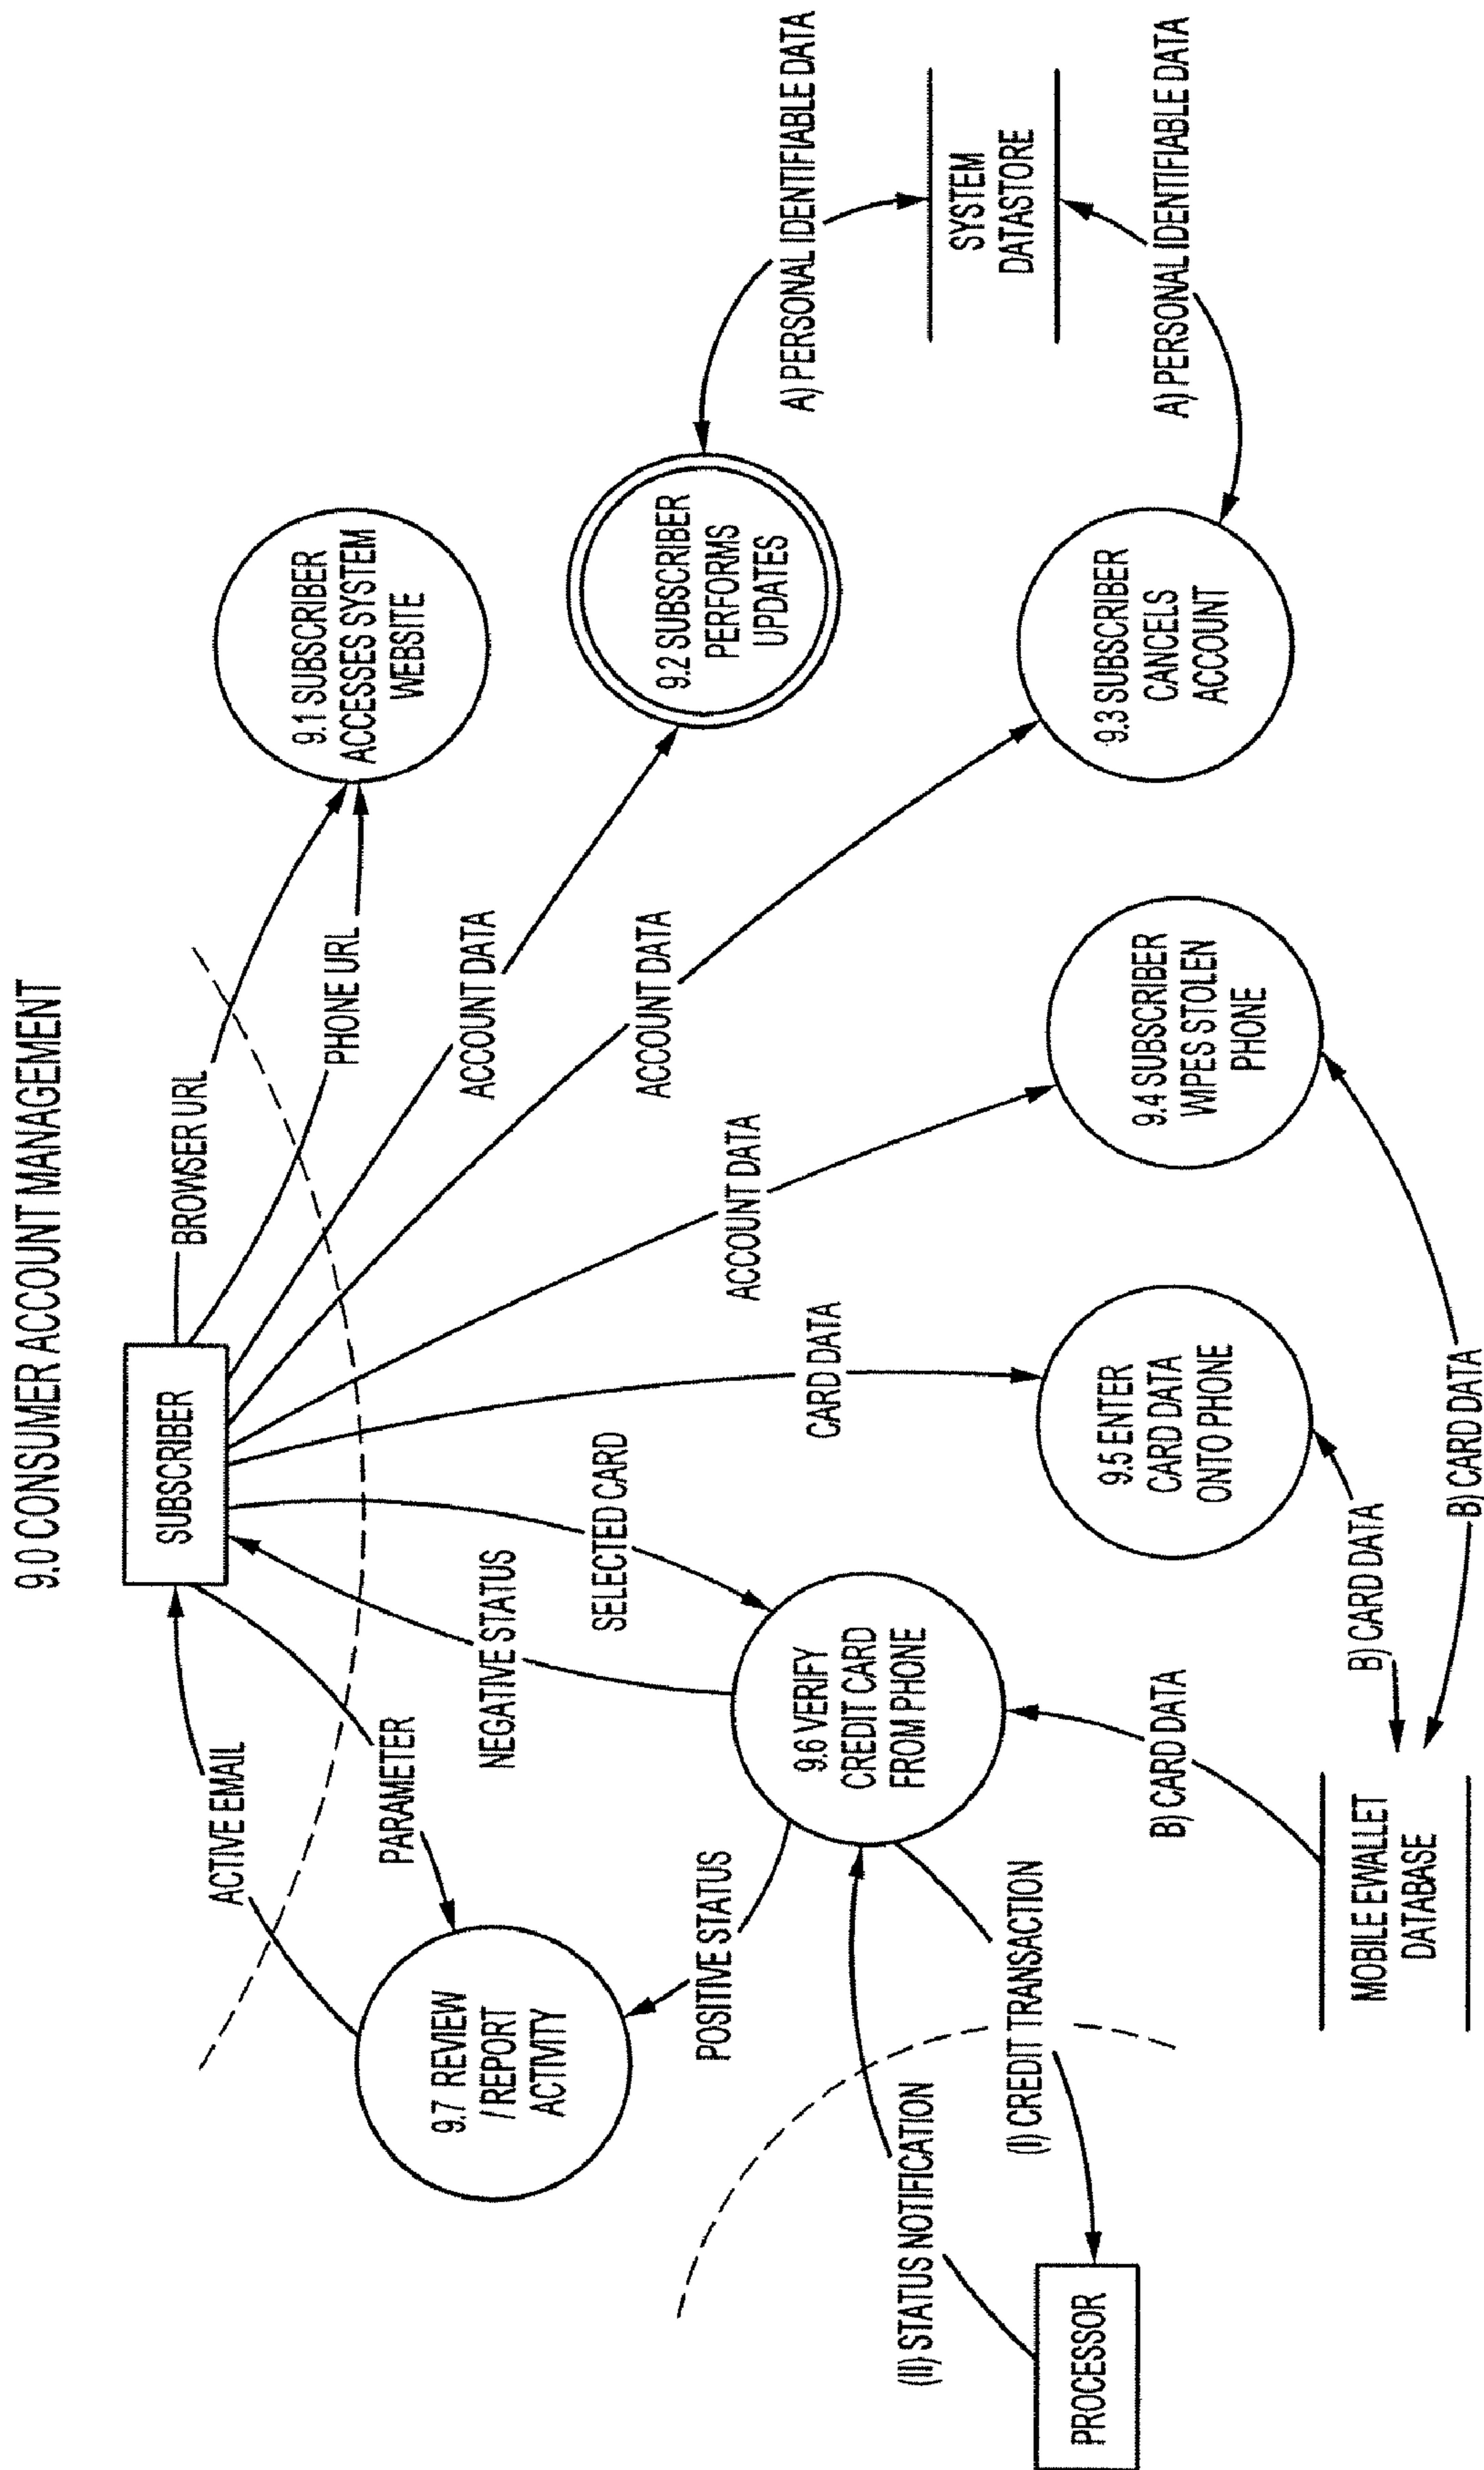 9.0 CONSUMER ACCOUNT MANAGEMENT
SUBSCRIBER
BROWSER URL
PHONE URL
ACTIVE EMAIL
PARAMETER
NEGATIVE STATUS
SELECTED CARD
CARD DATA
ACCOUNT DATA
ACCOUNT DATA
ACCOUNT DATA
9.1 SUBSCRIBER
ACCESSES SYSTEM
WEBSITE
9.2 SUBSCRIBER
PERFORMS
UPDATES
A) PERSONAL IDENTIFIABLE DATA
SYSTEM
DATASTORE
A) PERSONAL IDENTIFIABLE DATA
9.3 SUBSCRIBER
CANCELS
ACCOUNT
9.4 SUBSCRIBER
WIPES STOLEN
PHONE
9.5 ENTER
CARD DATA
ONTO PHONE
9.6 VERIFY
CREDIT CARD
FROM PHONE
9.7 REVIEW
/ REPORT
ACTIVITY
POSITIVE STATUS
(II) STATUS NOTIFICATION
(I) CREDIT TRANSACTION
PROCESSOR
B) CARD DATA
B) CARD DATA
B) CARD DATA
MOBILE EWALLET
DATABASE